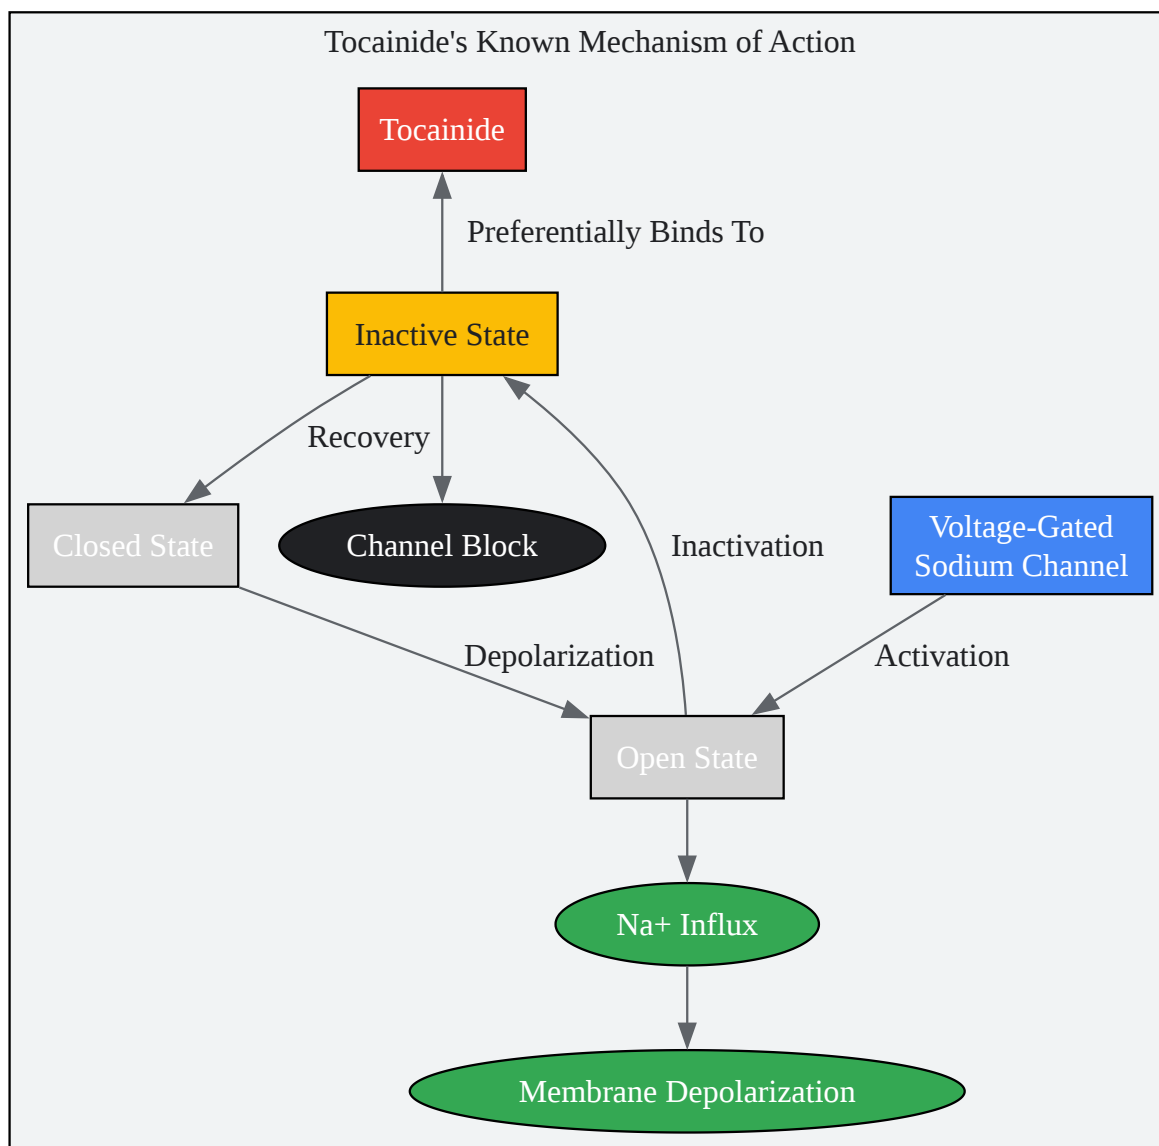 Tocainide's Known Mechanism of Action
Tocainide
Preferentially Binds To
Inactive State
Recovery
Closed State
Channel Block
Inactivation
Voltage-Gated
Sodium Channel
Depolarization
Activation
Open State
Na+ Influx
Membrane Depolarization